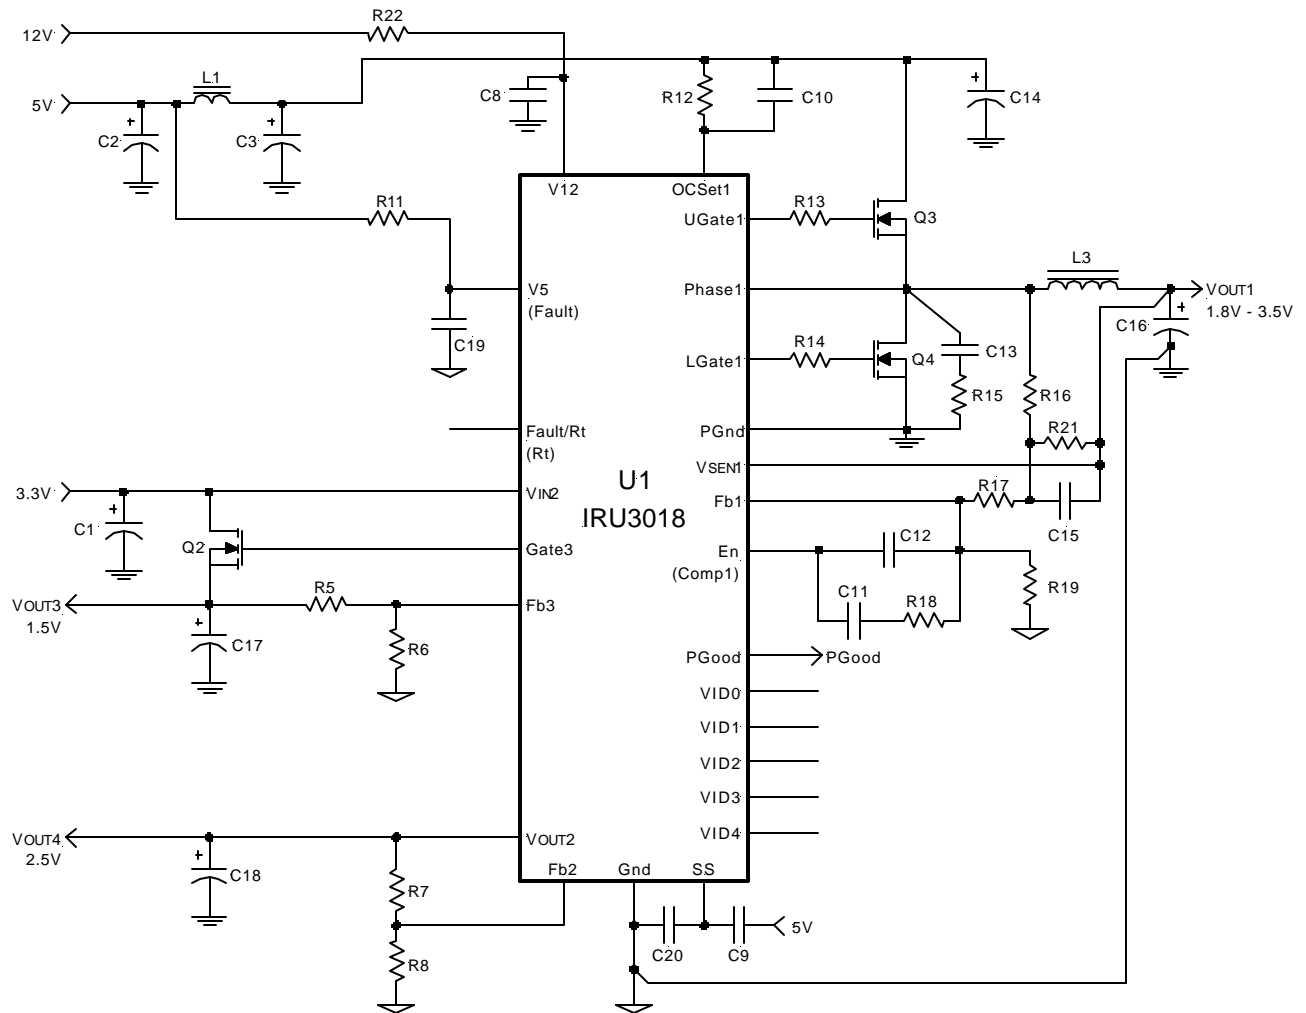 R22
12V
L1
5V
C2
C3
C8
R12
C10
C14
V12
OCSet1
R11
UGate1
R13
Q3
V5
(Fault)
Phase1
L3
VOUT1
1.8V - 3.5V
C16
C19
LGate1
R14
Q4
C13
R15
R16
Fault/Rt
(Rt)
PGnd
R21
VSEN1
3.3V
VIN2
U1
IRU3018
Fb1
R17
C15
C1
Q2
Gate3
En
(Comp1)
C12
C11
R18
R19
VOUT3
1.5V
R5
Fb3
C17
R6
PGood
PGood
VID0
VID1
VID2
VID3
VID4
VOUT4
2.5V
VOUT2
C18
R7
Fb2
Gnd
SS
R8
C20
C9
5V